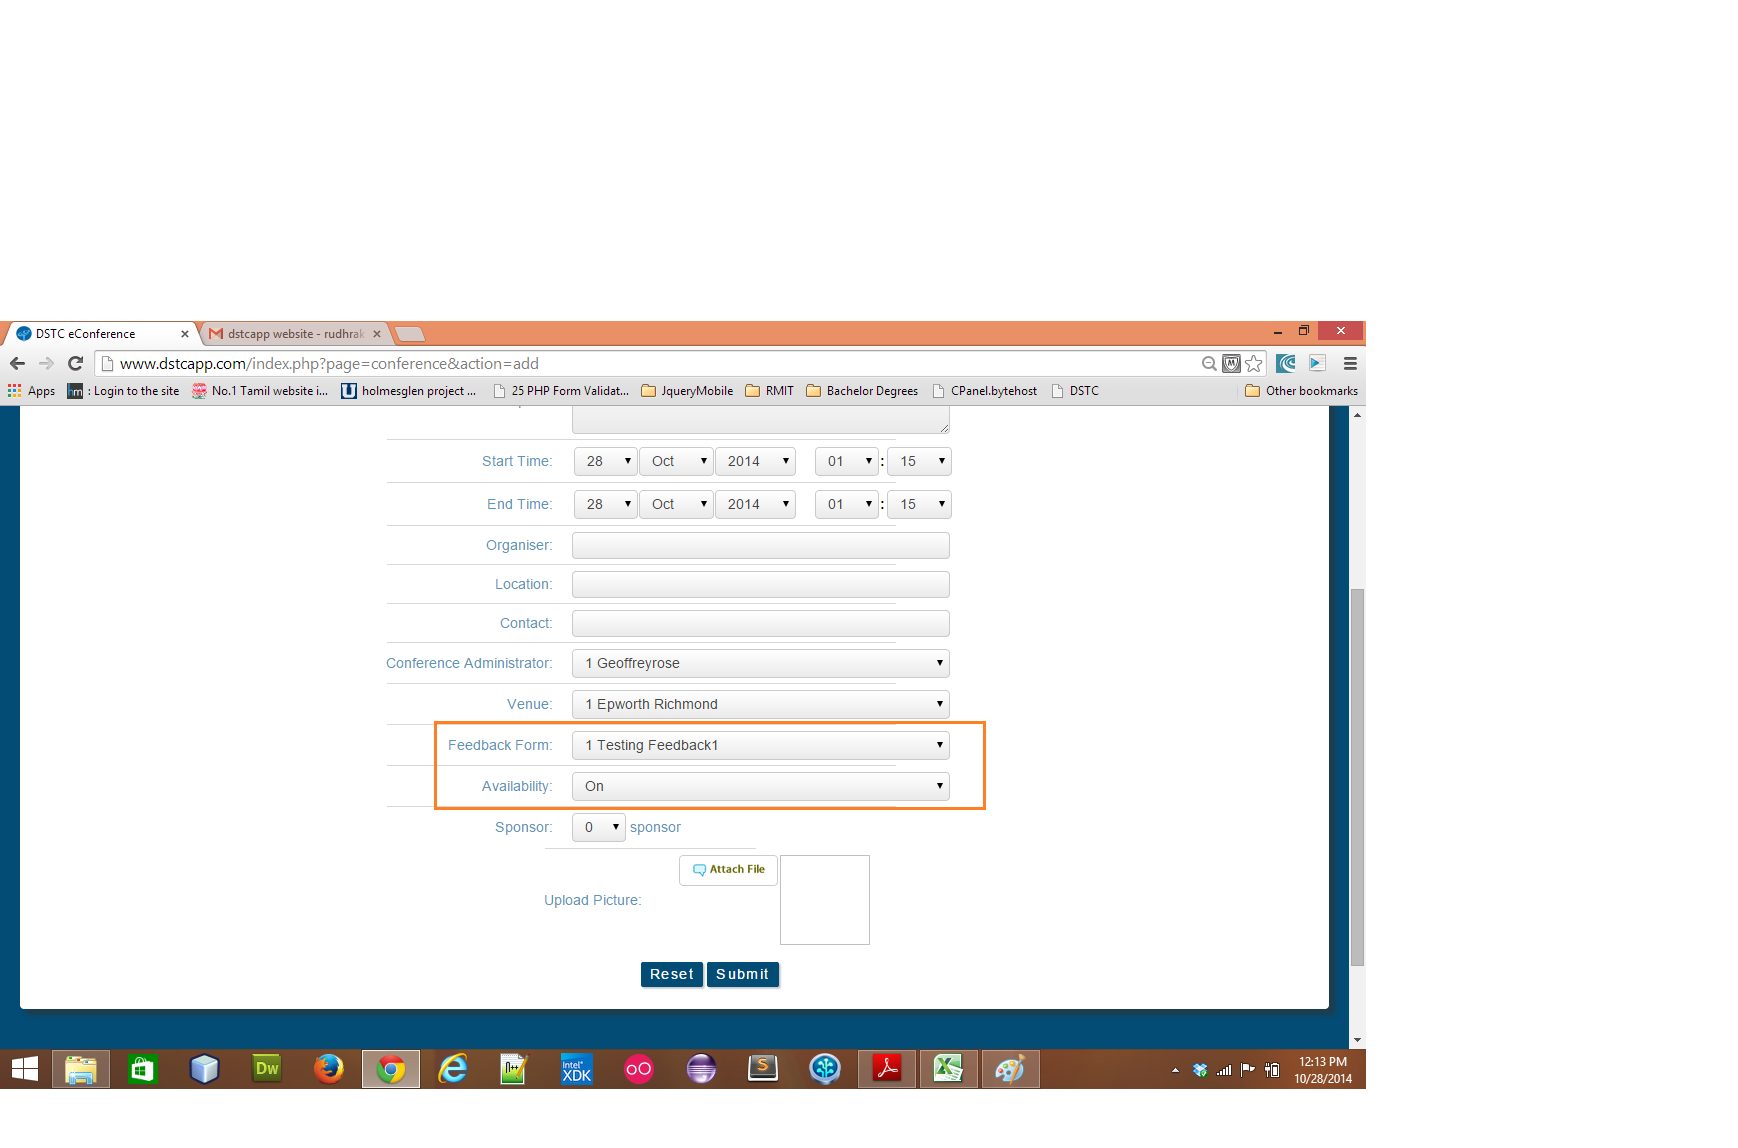 DSTC eConference
dstcapp website - rudhrak
www.dstcapp.com/index.php?page=conference&action=add
Apps
hm : Login to the site
No.1 Tamil website i...
holmesglen project ...
25 PHP Form Validat...
JqueryMobile
RMIT
Bachelor Degrees
CPanel.bytehost
DSTC
Other bookmarks
Start Time: 28 Oct 2014 01 : 15
End Time: 28 Oct 2014 01 : 15
Organiser:
Location:
Contact:
Conference Administrator: 1 Geoffreyrose
Venue: 1 Epworth Richmond
Feedback Form: 1 Testing Feedback1
Availability: On
Sponsor: 0 sponsor
Attach File
Upload Picture:
Reset Submit
Dw
intel XDK
S
12:13 PM
10/28/2014